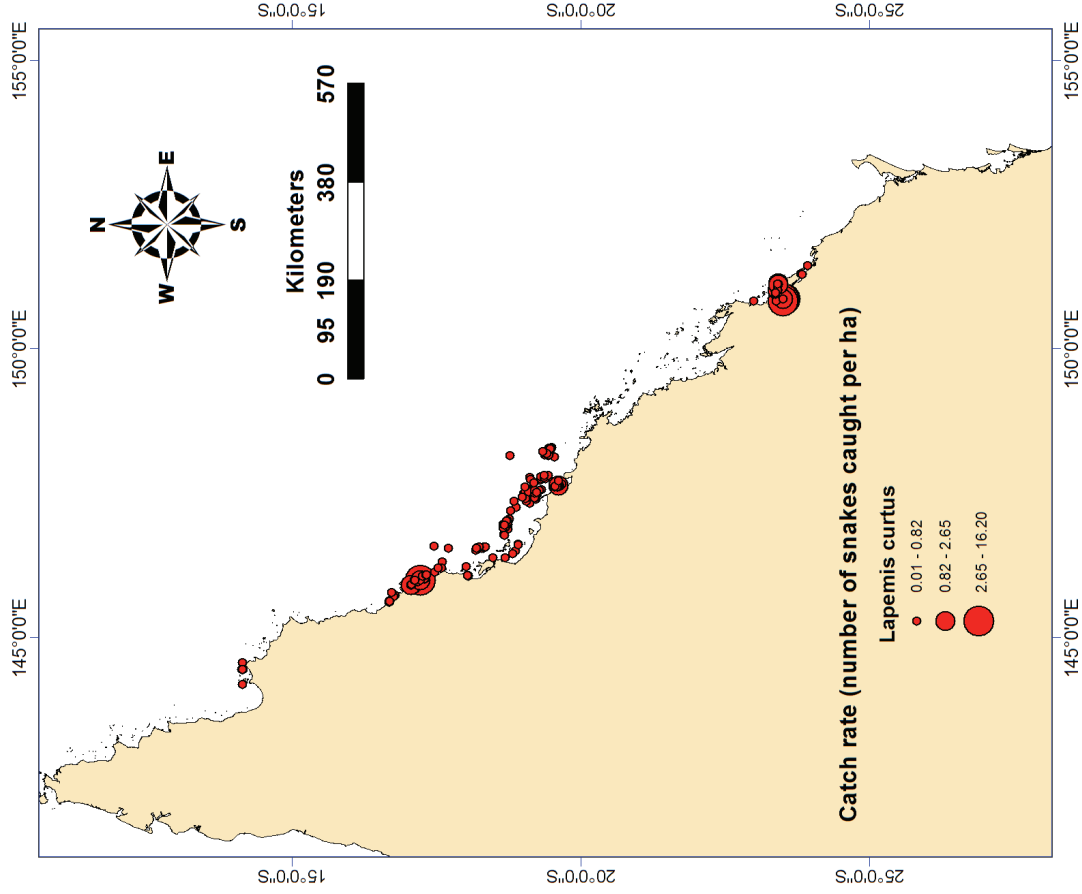 15°0'0"S
20°0'0"S
25°0'0"S
155°0'0"E
155°0'0"E
N
W
E
S
Kilometers
0 95 190 380 570
150°0'0"E
150°0'0"E
Catch rate (number of snakes caught per ha)
Lapemis curtus
0.01 - 0.82
0.82 - 2.65
2.65 - 16.20
145°0'0"E
145°0'0"E
15°0'0"S
20°0'0"S
25°0'0"S